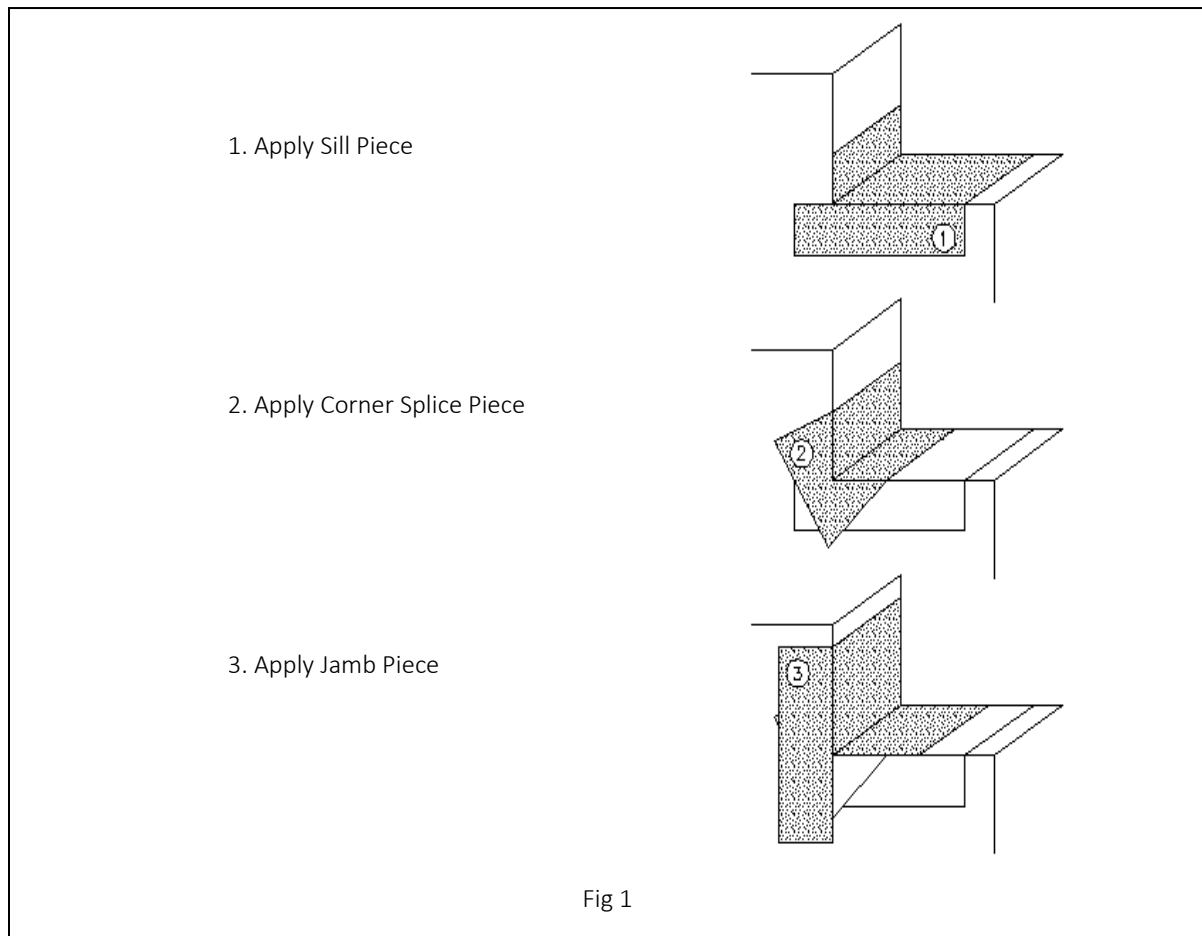 1. Apply Sill Piece
1
2. Apply Corner Splice Piece
2
3. Apply Jamb Piece
3
Fig 1